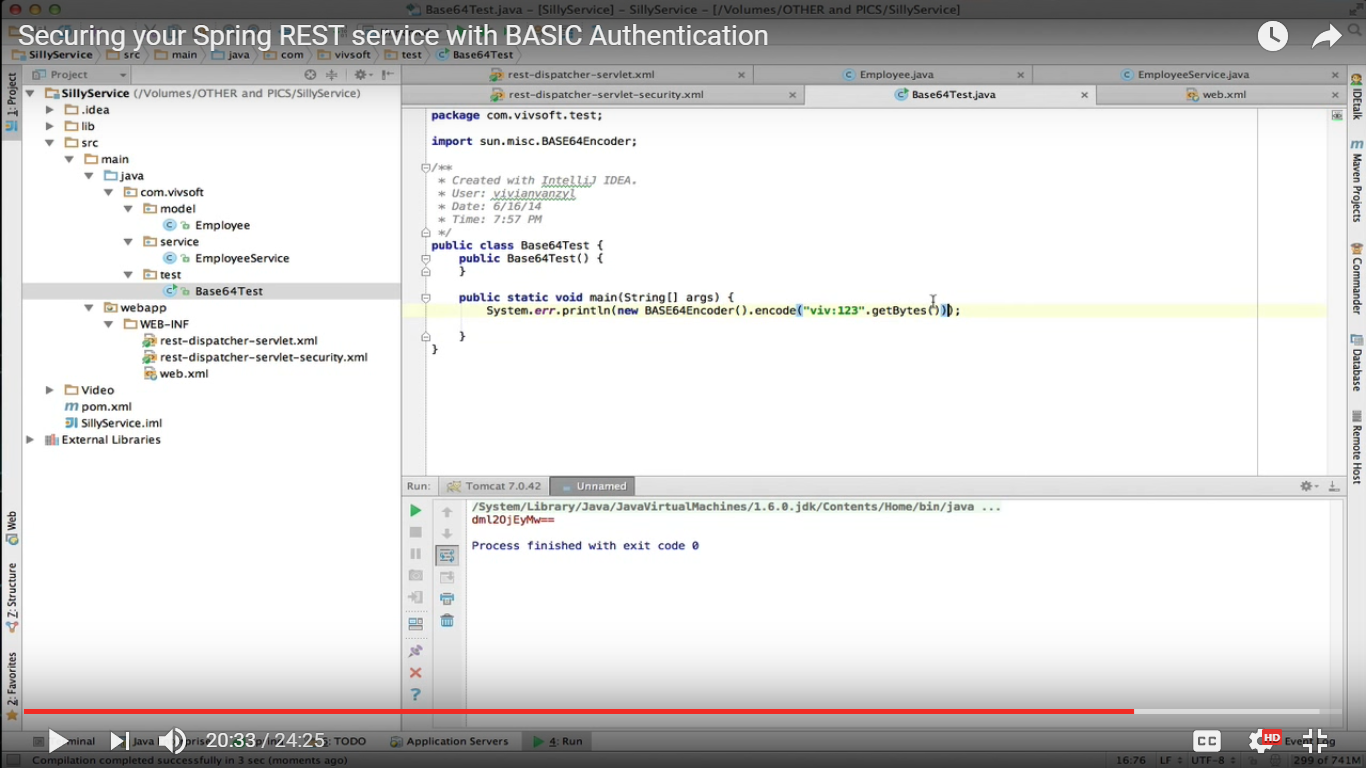 Base64Test.java - [SillyService] - SillyService - [/Volumes/OTHER and PICS/SillyService]
Securing your Spring REST service with BASIC Authentication
SillyService src main java com vivsoft test Base64Test
Project
rest-dispatcher-servlet.xml Employee.java EmployeeService.java
rest-dispatcher-servlet-security.xml Base64Test.java web.xml
1: Project
SillyService (/Volumes/OTHER and PICS/SillyService)
.idea
lib
src
main
java
com.vivsoft
model
Employee
service
EmployeeService
test
Base64Test
webapp
WEB-INF
rest-dispatcher-servlet.xml
rest-dispatcher-servlet-security.xml
web.xml
Video
pom.xml
SillyService.iml
External Libraries
package com.vivsoft.test;
import sun.misc.BASE64Encoder;
/**
* Created with IntelliJ IDEA.
* User: vivianvanzyl
* Date: 6/16/14
* Time: 7:57 PM
*/
public class Base64Test {
public Base64Test() {
}
public static void main(String[] args) {
System.err.println(new BASE64Encoder().encode("viv:123".getBytes()));
}
}
IDEtalk
Maven Projects
Commander
Database
Remote Host
Web
Z: Structure
2: Favorites
Run: Tomcat 7.0.42 Unnamed
/System/Library/Java/JavaVirtualMachines/1.6.0.jdk/Contents/Home/bin/java ...
dml2OjEyMw==
Process finished with exit code 0
20:33 / 24:25
TODO Application Servers 4: Run Event Log
CC HD
Compilation completed successfully in 3 sec (moments ago) 16:76 LF UTF-8 299 of 741M